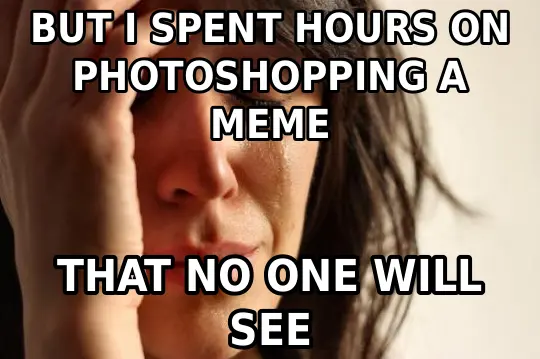 BUT I SPENT HOURS ON
PHOTOSHOPPING A
MEME
THAT NO ONE WILL
SEE